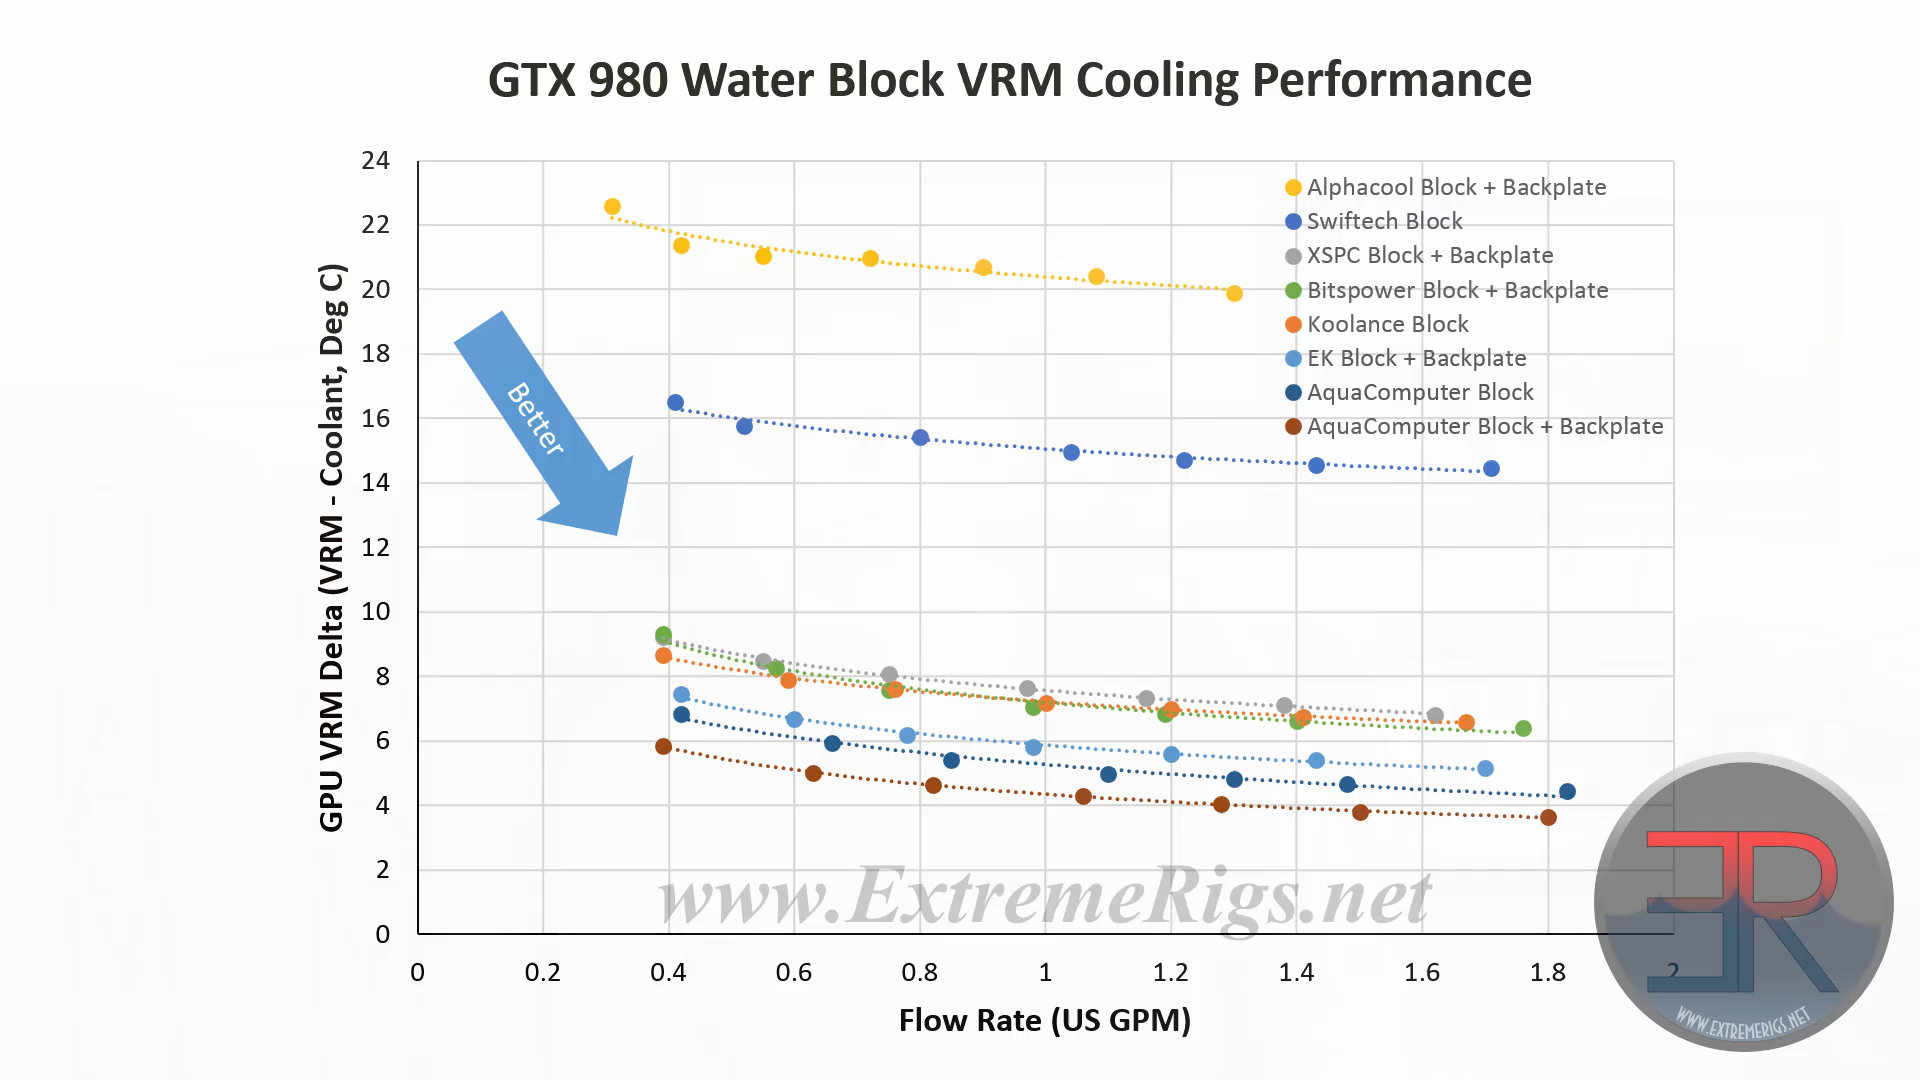 GTX 980 Water Block VRM Cooling Performance
24
22
20
18
16
14
12
10
8
6
4
2
0
GPU VRM Delta (VRM - Coolant, Deg C)
Better
Alphacool Block + Backplate
Swiftech Block
XSPC Block + Backplate
Bitspower Block + Backplate
Koolance Block
EK Block + Backplate
AquaComputer Block
AquaComputer Block + Backplate
www.ExtremeRigs.net
0 0.2 0.4 0.6 0.8 1 1.2 1.4 1.6 1.8 2
Flow Rate (US GPM)
ER
WWW.EXTREMERIGS.NET